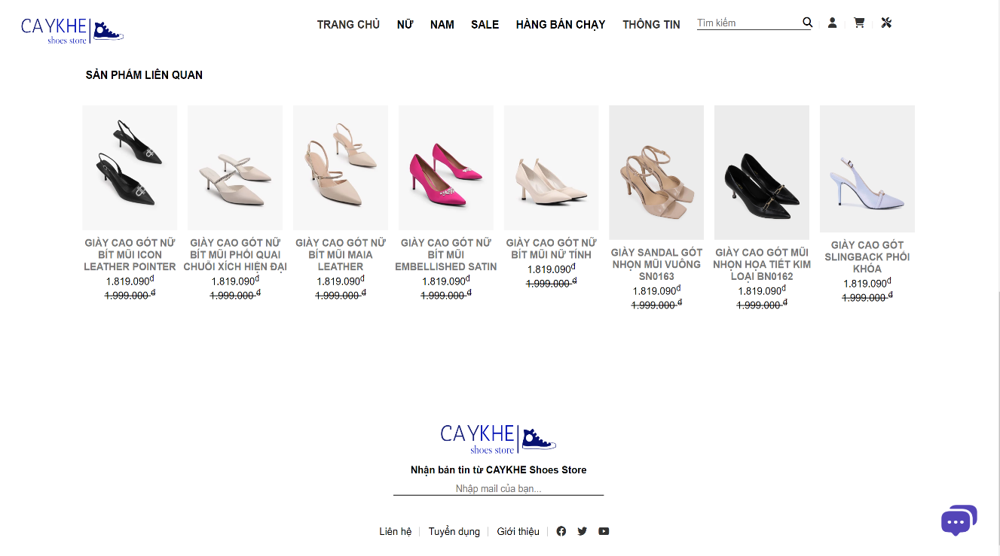 CAYKHE
shoes store
TRANG CHỦ NỮ NAM SALE HÀNG BÁN CHẠY THÔNG TIN Tìm kiếm
SẢN PHẨM LIÊN QUAN
GIÀY CAO GÓT NỮ
BÍT MŨI ICON
LEATHER POINTER
1.819.090đ
1.999.000 đ
GIÀY CAO GÓT NỮ
BÍT MŨI PHỐI QUAI
CHUỖI XÍCH HIỆN ĐẠI
1.819.090đ
1.999.000 đ
GIÀY CAO GÓT NỮ
BÍT MŨI MAIA
LEATHER
1.819.090đ
1.999.000 đ
GIÀY CAO GÓT NỮ
BÍT MŨI
EMBELLISHED SATIN
1.819.090đ
1.999.000 đ
GIÀY CAO GÓT NỮ
BÍT MŨI NỮ TÍNH
1.819.090đ
1.999.000 đ
GIÀY SANDAL GÓT
NHỌN MŨI VUÔNG
SN0163
1.819.090đ
1.999.000 đ
GIÀY CAO GÓT MŨI
NHỌN HỌA TIẾT KIM
LOẠI BN0162
1.819.090đ
1.999.000 đ
GIÀY CAO GÓT
SLINGBACK PHỐI
KHÓA
1.819.090đ
1.999.000 đ
CAYKHE
shoes store
Nhận bán tin từ CAYKHE Shoes Store
Nhập mail của bạn...
Liên hệ Tuyển dụng Giới thiệu